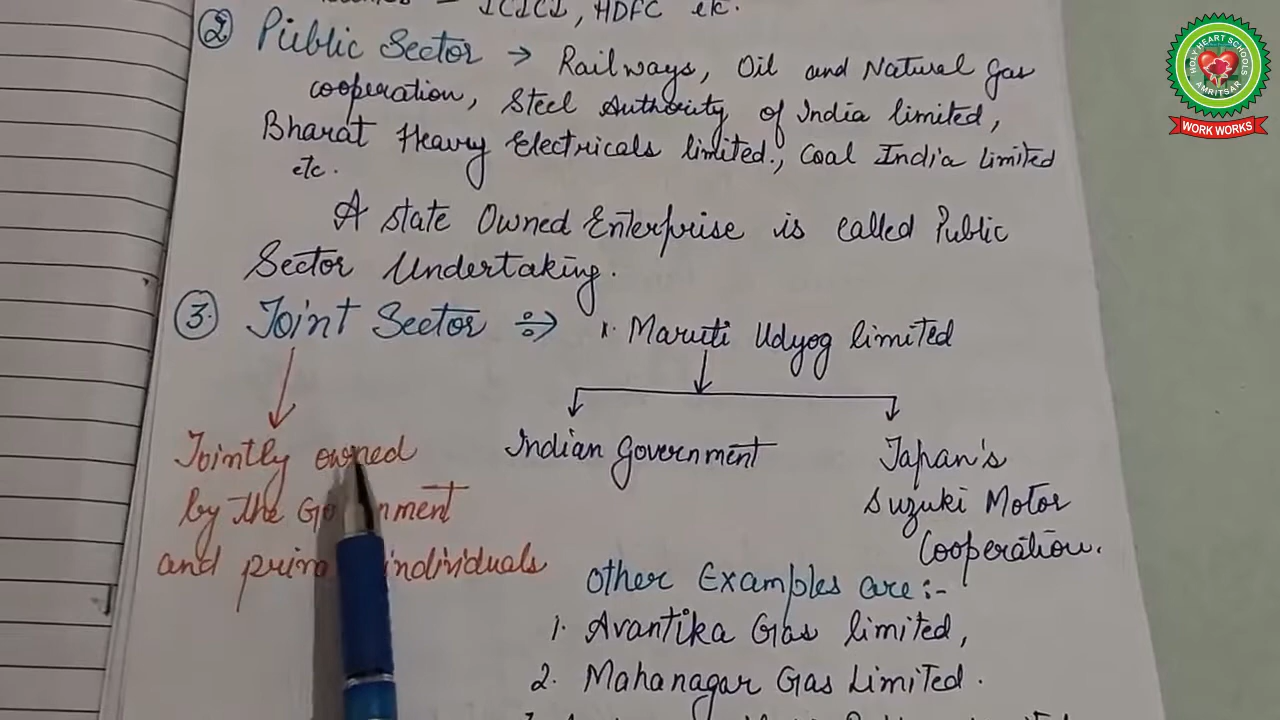 ICICI, HDFC etc.
② Public Sector → Railways, Oil and Natural Gas
cooperation, Steel Authority of India limited,
Bharat Heavy Electricals limited., Coal India Limited
etc.
A state Owned Enterprise is called Public
Sector Undertaking.
③ Joint Sector ÷> 1. Maruti Udyog limited
Jointly owned
by the
and individuals
Indian Government
Japan's
Suzuki Motor
Cooperation.
Other Examples are:-
1. Avantika Gas limited,
2. Mahanagar Gas Limited.
HOLY HEART SCHOOLS
AMRITSAR
WORK WORKS